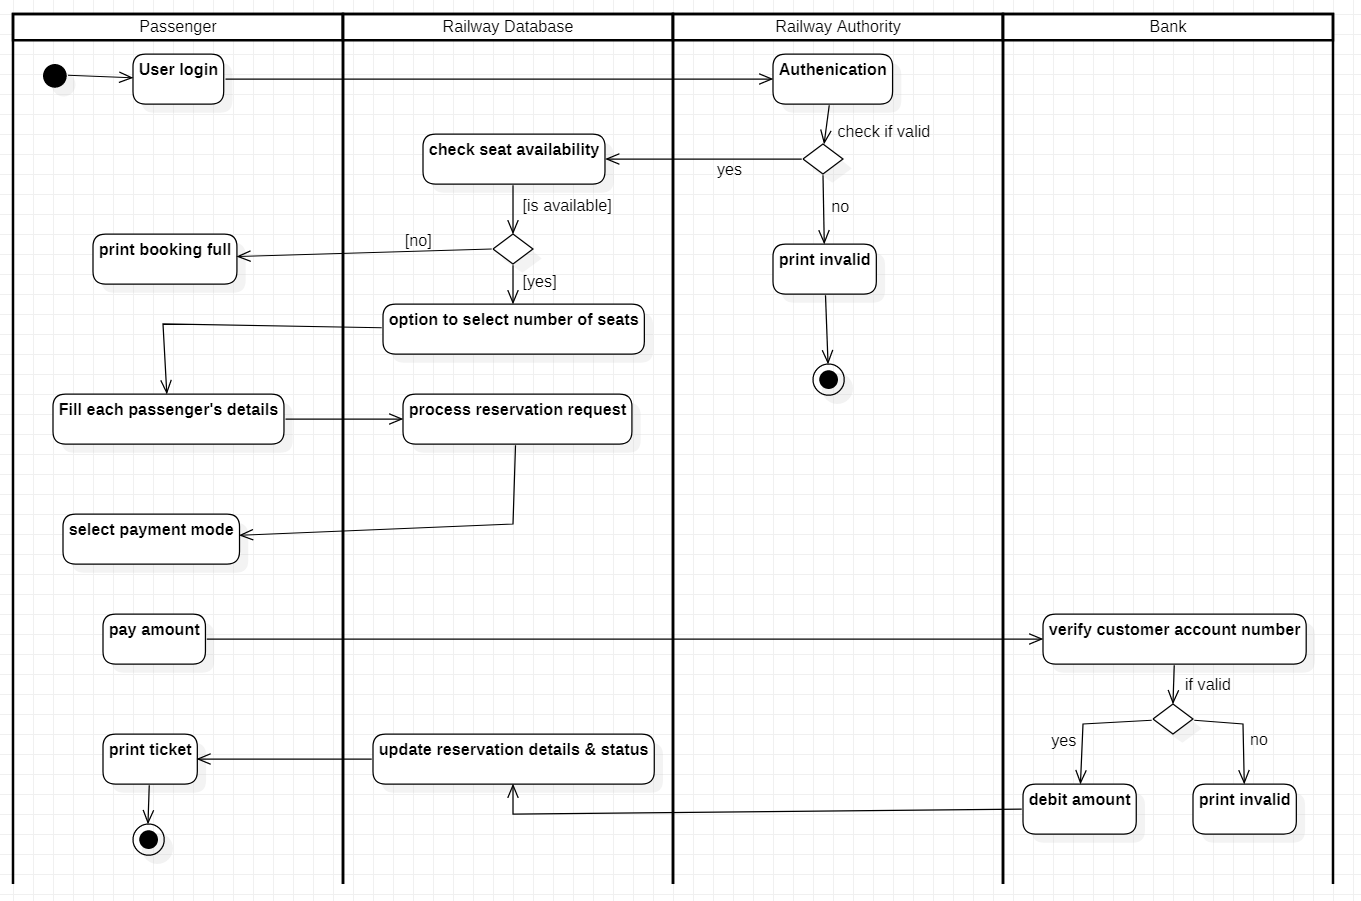 Passenger
Railway Database
Railway Authority
Bank
User login
Authenication
check if valid
check seat availability
yes
no
[is available]
print booking full
[no]
print invalid
[yes]
option to select number of seats
Fill each passenger's details
process reservation request
select payment mode
pay amount
verify customer account number
if valid
yes
no
print ticket
update reservation details & status
debit amount
print invalid